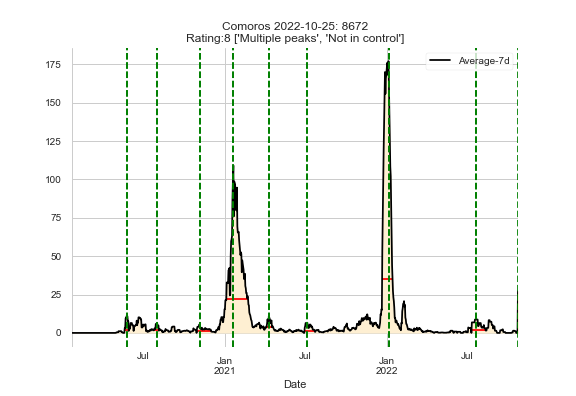 Comoros 2022-10-25: 8672
Rating:8 ['Multiple peaks', 'Not in control']
Average-7d
175
150
125
100
75
50
25
0
Jul
Jan
2021
Jul
Jan
2022
Jul
Date